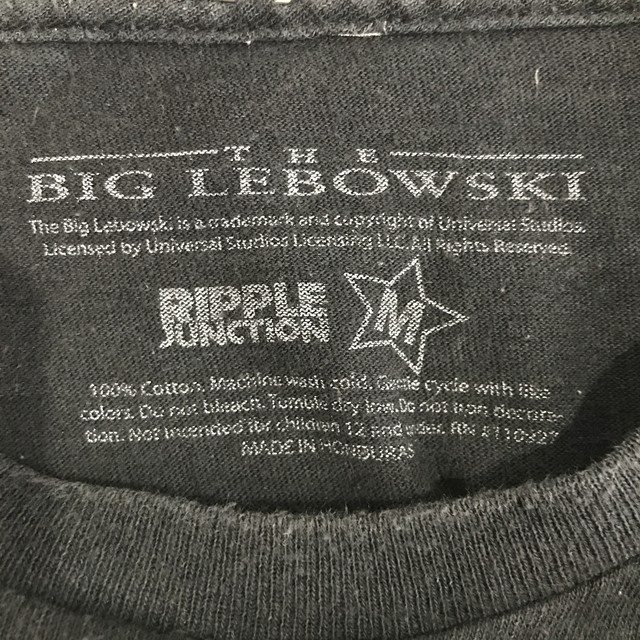 THE
BIG LEBOWSKI
The Big Lebowski is a trademark and copyright of Universal Studios.
Licensed by Universal Studios Licensing LLC. All Rights Reserved.
RIPPLE
JUNCTION
M
100% Cotton. Machine wash cold. Gentle cycle with like
colors. Do not bleach. Tumble dry low. Do not iron decora-
tion. Not intended for children 12 and under. RN #110827
MADE IN HONDURAS